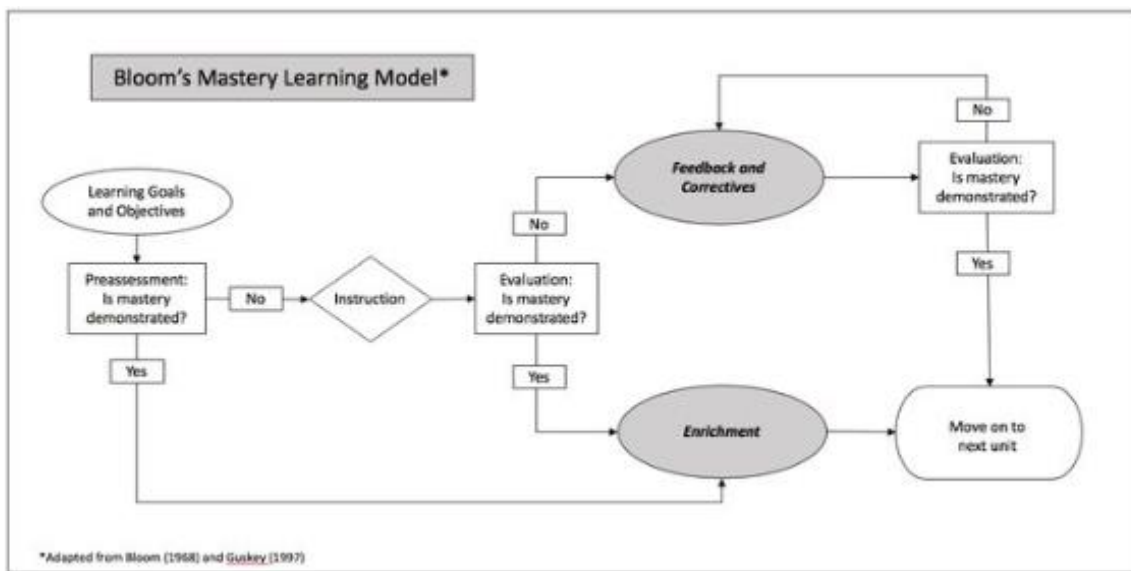 Bloom's Mastery Learning Model*
Learning Goals
and Objectives
Preassessment:
Is mastery
demonstrated?
No
Yes
Instruction
Evaluation:
Is mastery
demonstrated?
No
Yes
Feedback and
Correctives
Evaluation:
Is mastery
demonstrated?
No
Yes
Enrichment
Move on to
next unit
*Adapted from Bloom (1968) and Guskey (1997)